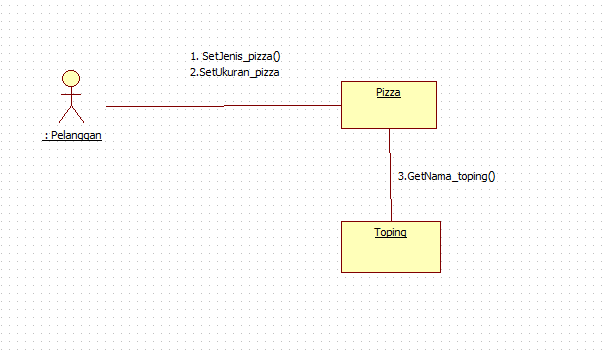 1. SetJenis_pizza()
2.SetUkuran_pizza
Pizza
: Pelanggan
3.GetNama_toping()
Toping